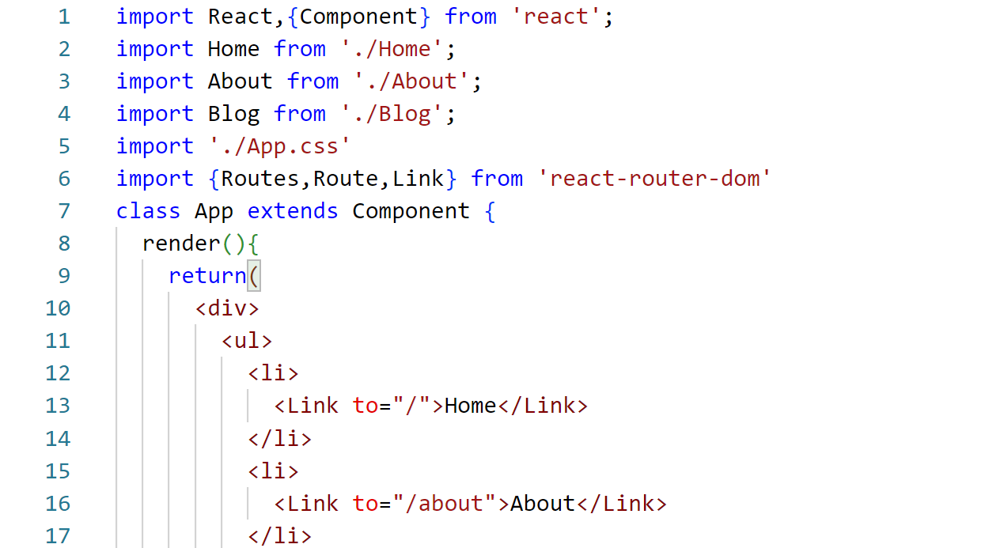 1 import React,{Component} from 'react';
2 import Home from './Home';
3 import About from './About';
4 import Blog from './Blog';
5 import './App.css'
6 import {Routes,Route,Link} from 'react-router-dom'
7 class App extends Component {
8   render(){
9     return(
10       <div>
11         <ul>
12           <li>
13             <Link to="/">Home</Link>
14           </li>
15           <li>
16             <Link to="/about">About</Link>
17           </li>